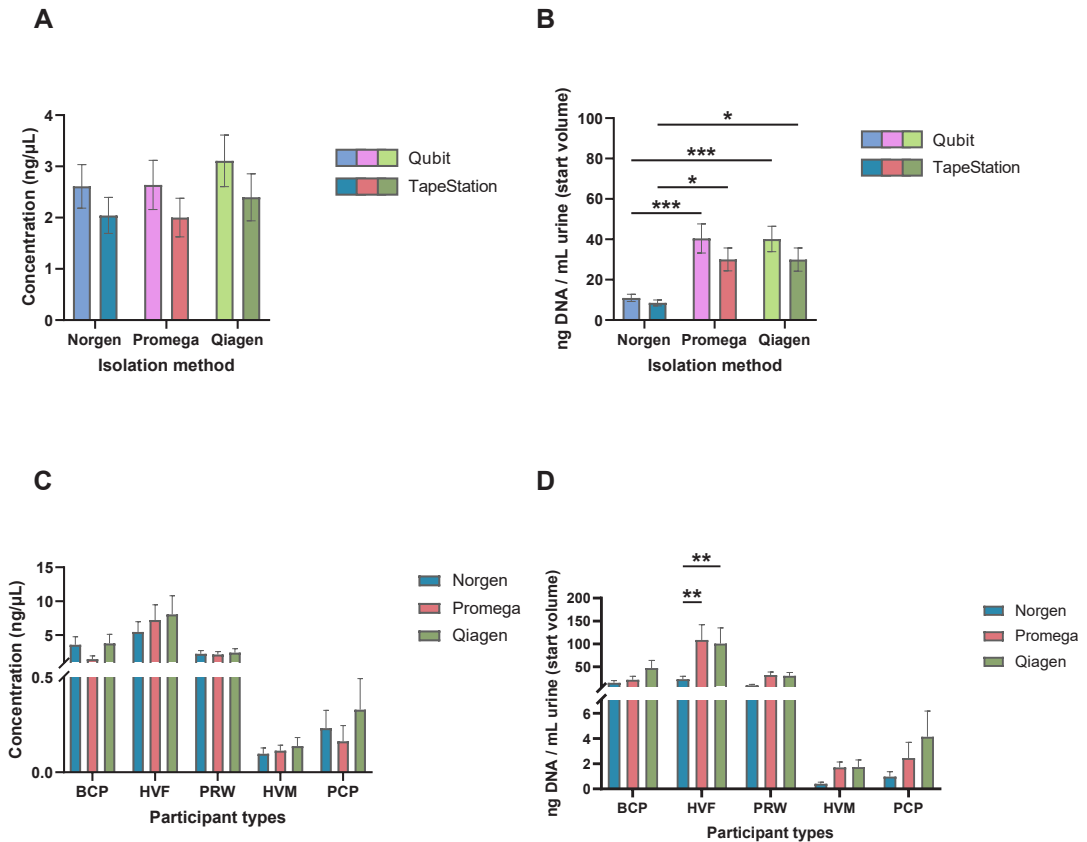 A
Concentration (ng/µL)
4
3
2
1
0
Norgen Promega Qiagen
Isolation method
Qubit
TapeStation
B
ng DNA / mL urine (start volume)
100
80
60
40
20
0
*
***
*
***
Norgen Promega Qiagen
Isolation method
Qubit
TapeStation
C
Concentration (ng/µL)
15
10
5
0.5
0.0
BCP HVF PRW HVM PCP
Participant types
Norgen
Promega
Qiagen
D
ng DNA / mL urine (start volume)
200
150
100
50
6
4
2
0
**
**
BCP HVF PRW HVM PCP
Participant types
Norgen
Promega
Qiagen